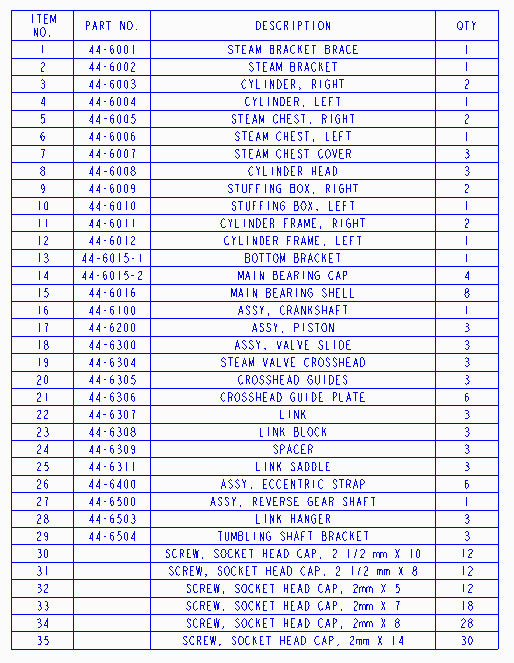 ITEM NO. PART NO. DESCRIPTION QTY
1 44-6001 STEAM BRACKET BRACE 1
2 44-6002 STEAM BRACKET 1
3 44-6003 CYLINDER, RIGHT 2
4 44-6004 CYLINDER, LEFT 1
5 44-6005 STEAM CHEST, RIGHT 2
6 44-6006 STEAM CHEST, LEFT 1
7 44-6007 STEAM CHEST COVER 3
8 44-6008 CYLINDER HEAD 3
9 44-6009 STUFFING BOX, RIGHT 2
10 44-6010 STUFFING BOX, LEFT 1
11 44-6011 CYLINDER FRAME, RIGHT 2
12 44-6012 CYLINDER FRAME, LEFT 1
13 44-6015-1 BOTTOM BRACKET 1
14 44-6015-2 MAIN BEARING CAP 4
15 44-6016 MAIN BEARING SHELL 8
16 44-6100 ASSY, CRANKSHAFT 1
17 44-6200 ASSY, PISTON 3
18 44-6300 ASSY, VALVE SLIDE 3
19 44-6304 STEAM VALVE CROSSHEAD 3
20 44-6305 CROSSHEAD GUIDES 3
21 44-6306 CROSSHEAD GUIDE PLATE 6
22 44-6307 LINK 3
23 44-6308 LINK BLOCK 3
24 44-6309 SPACER 3
25 44-6311 LINK SADDLE 3
26 44-6400 ASSY, ECCENTRIC STRAP 6
27 44-6500 ASSY, REVERSE GEAR SHAFT 1
28 44-6503 LINK HANGER 3
29 44-6504 TUMBLING SHAFT BRACKET 3
30 SCREW, SOCKET HEAD CAP, 2 1/2 mm X 10 12
31 SCREW, SOCKET HEAD CAP, 2 1/2 mm X 8 12
32 SCREW, SOCKET HEAD CAP, 2mm X 5 12
33 SCREW, SOCKET HEAD CAP, 2mm X 7 18
34 SCREW, SOCKET HEAD CAP, 2mm X 8 28
35 SCREW, SOCKET HEAD CAP, 2mm X 14 30